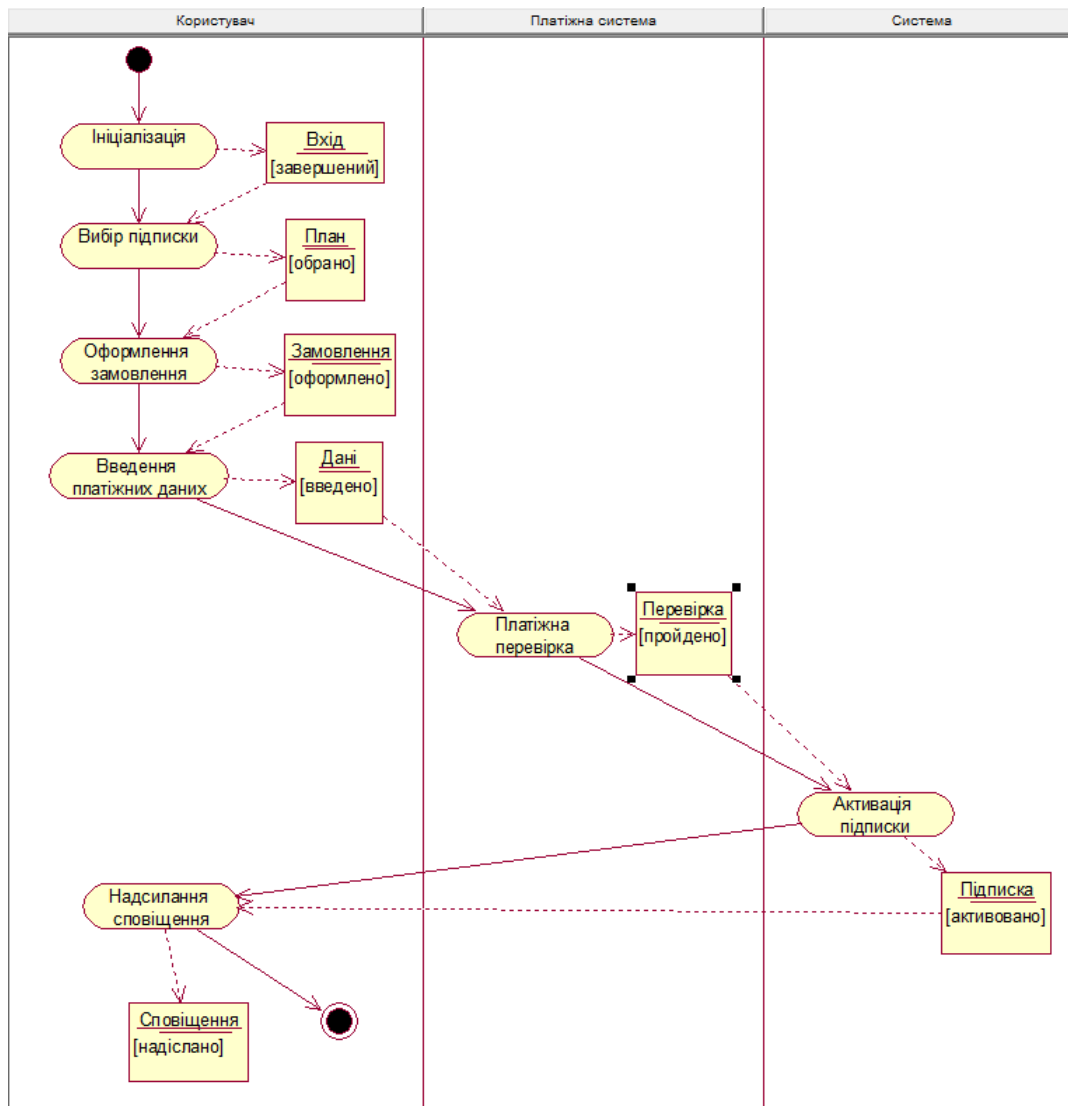 Користувач
Платіжна система
Система
Ініціалізація
Вхід
[завершений]
Вибір підписки
План
[обрано]
Оформлення
замовлення
Замовлення
[оформлено]
Введення
платіжних даних
Дані
[введено]
Платіжна
перевірка
Перевірка
[пройдено]
Активація
підписки
Надсилання
сповіщення
Підписка
[активовано]
Сповіщення
[надіслано]